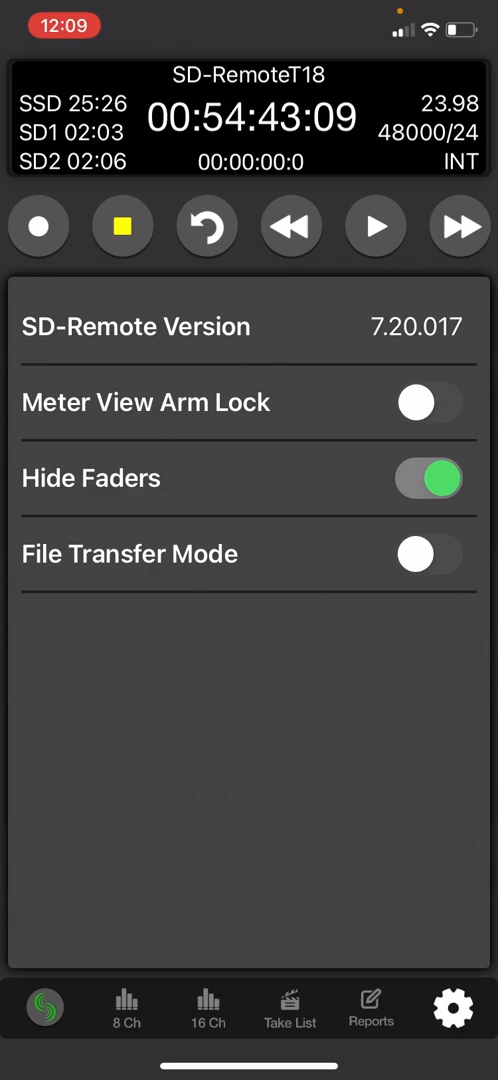 12:09
SD-RemoteT18
SSD 25:26
00:54:43:09
23.98
SD1 02:03
48000/24
SD2 02:06
00:00:00:0
INT
SD-Remote Version 7.20.017
Meter View Arm Lock
Hide Faders
File Transfer Mode
8 Ch
16 Ch
Take List
Reports